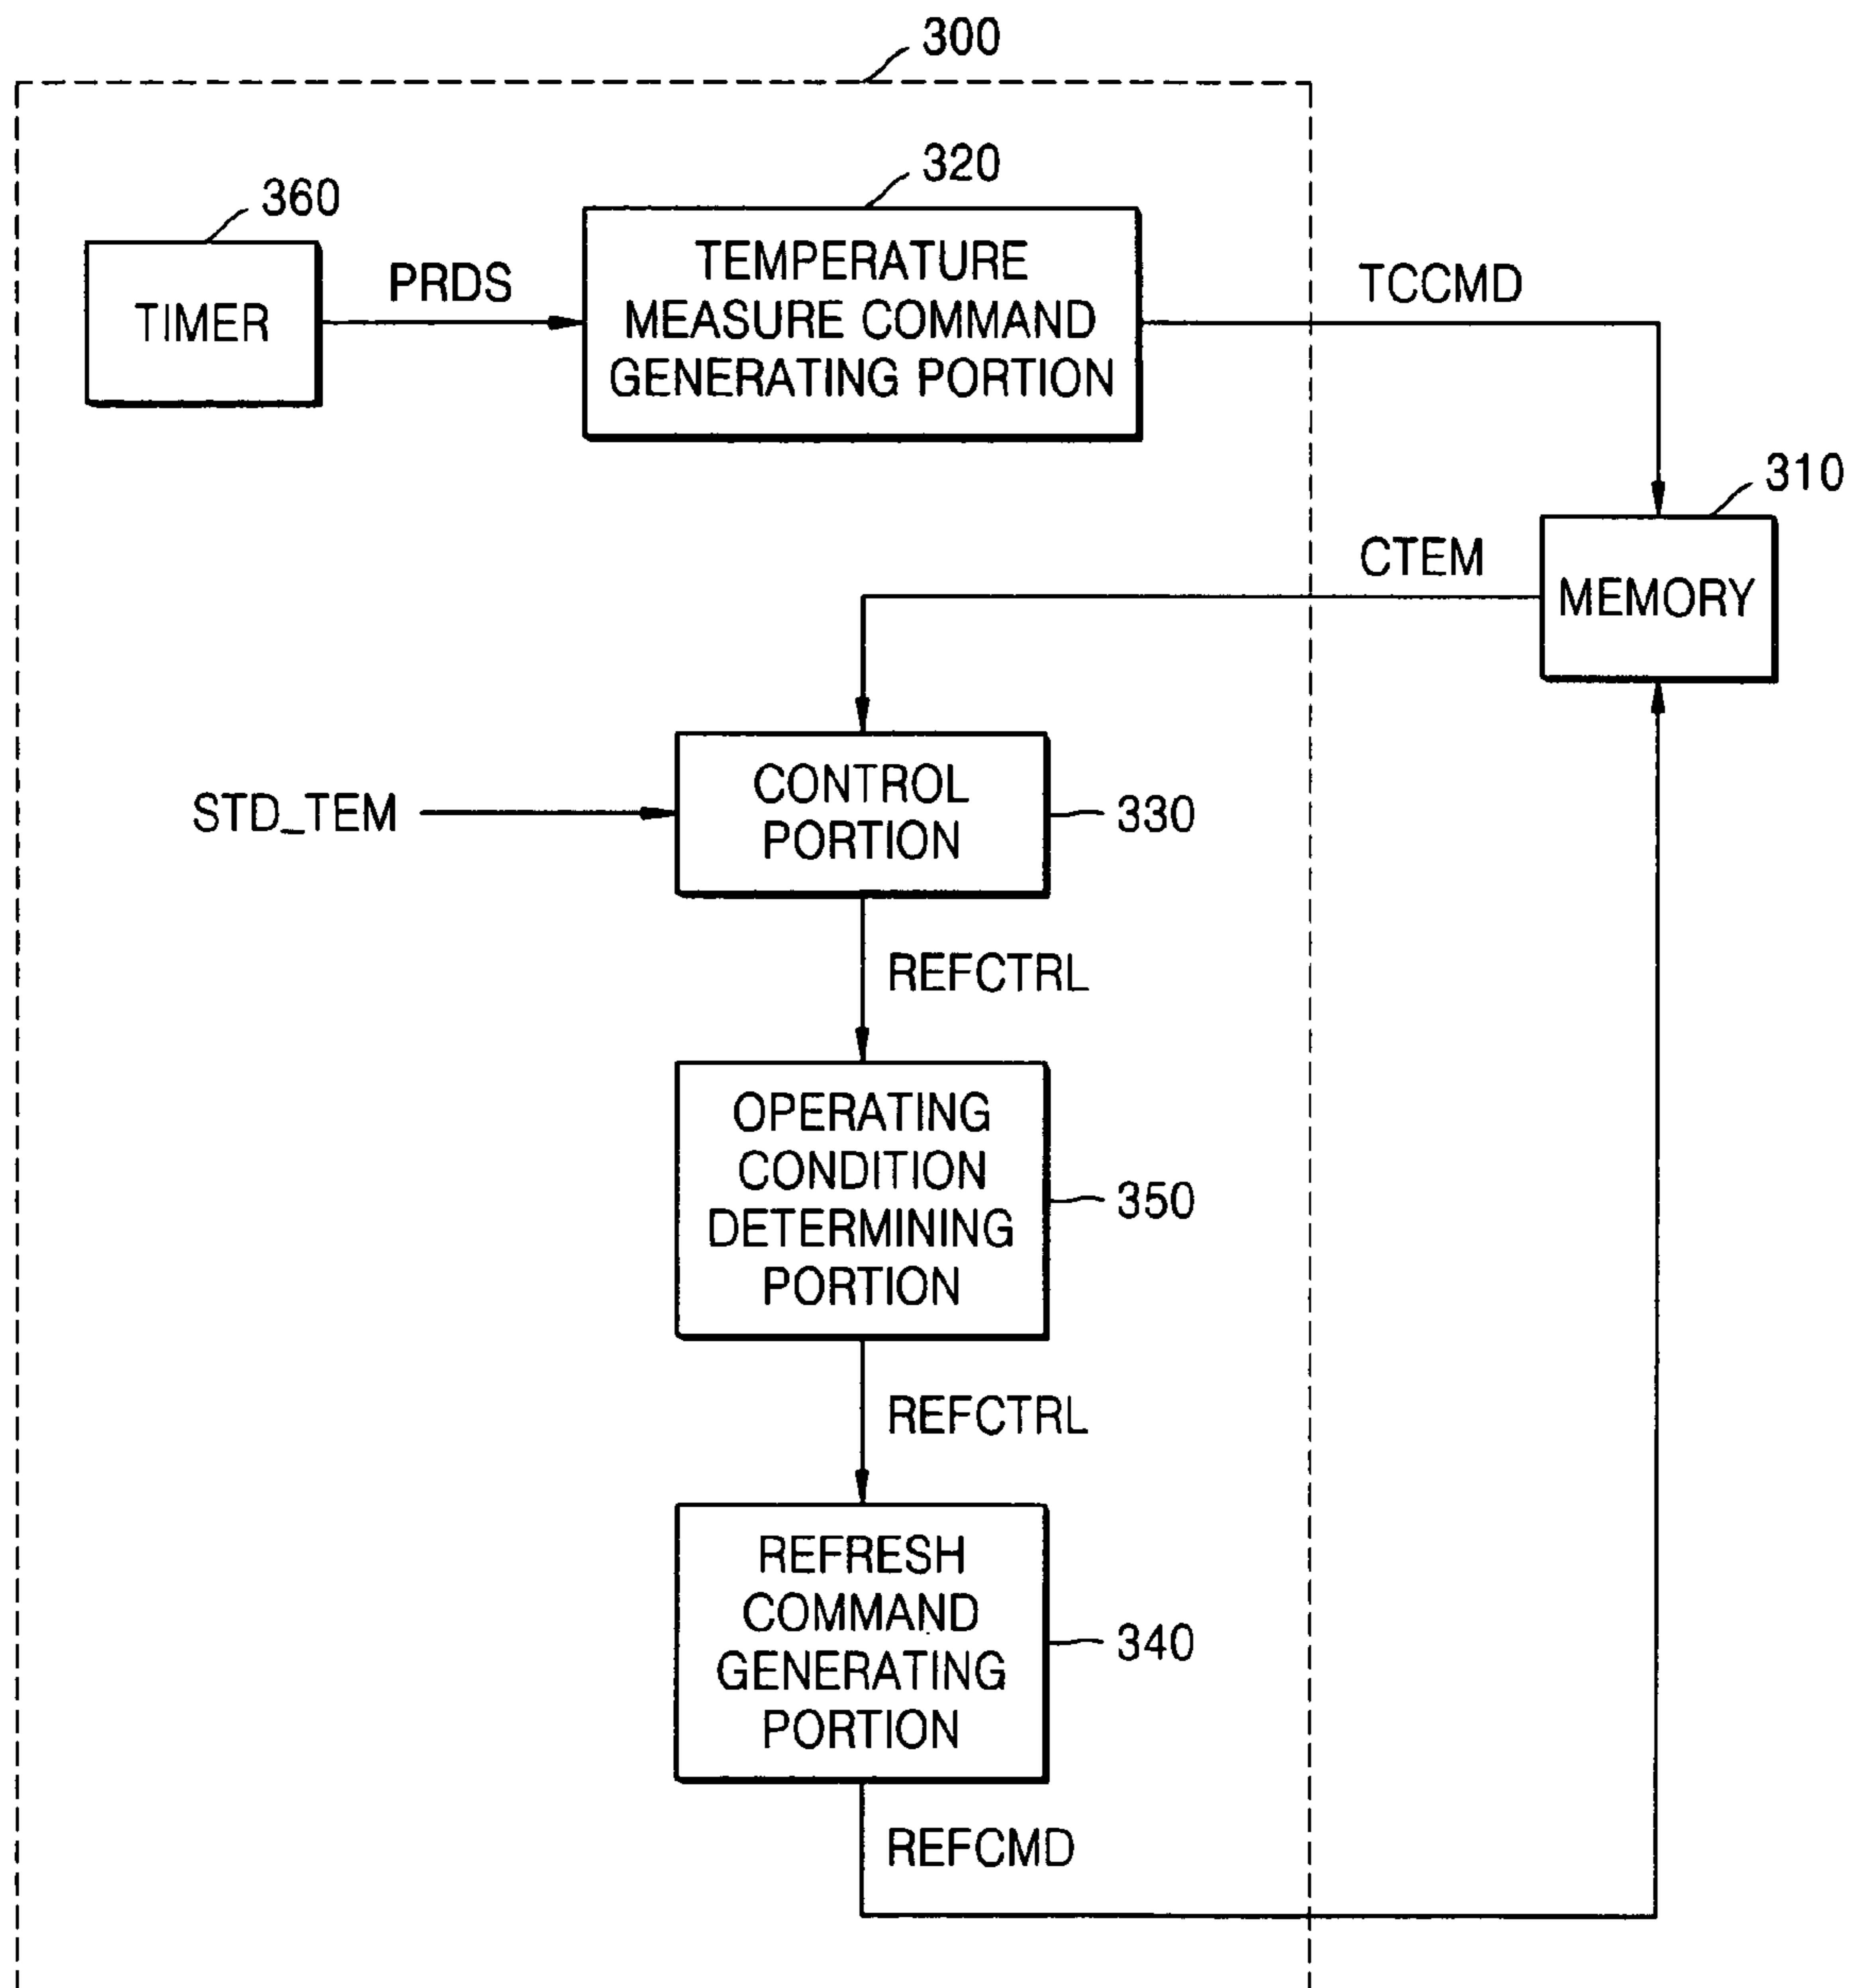 300
320
360
TEMPERATURE
MEASURE COMMAND
GENERATING PORTION
PRDS
TIMER
TCCMD
310
CTEM
MEMORY
CONTROL
PORTION
STD_TEM
330
REFCTRL
OPERATING
CONDITION
DETERMINING
PORTION
350
REFCTRL
REFRESH
COMMAND
GENERATING
PORTION
340
REFCMD